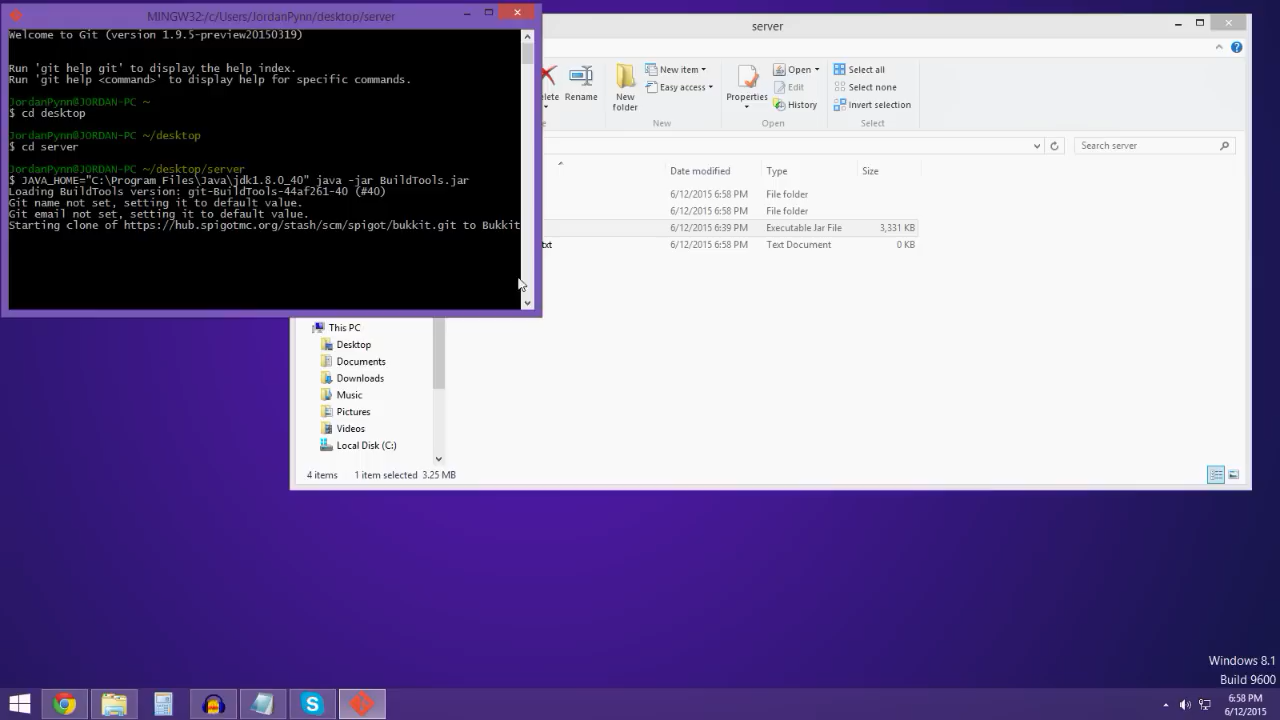 MINGW32:/c/Users/JordanPynn/desktop/server
Welcome to Git (version 1.9.5-preview20150319)
Run 'git help git' to display the help index.
Run 'git help <command>' to display help for specific commands.
JordanPynn@JORDAN-PC ~
$ cd desktop
JordanPynn@JORDAN-PC ~/desktop
$ cd server
JordanPynn@JORDAN-PC ~/desktop/server
$ JAVA_HOME="C:\Program Files\Java\jdk1.8.0_40" java -jar BuildTools.jar
Loading BuildTools version: git-BuildTools-44af261-40 (#40)
Git name not set, setting it to default value.
Git email not set, setting it to default value.
Starting clone of https://hub.spigotmc.org/stash/scm/spigot/bukkit.git to Bukkit
server
Rename
New folder
New item
Easy access
New
Properties
Open
Edit
History
Open
Select all
Select none
Invert selection
Select
Search server
Date modified Type Size
6/12/2015 6:58 PM File folder
6/12/2015 6:58 PM File folder
6/12/2015 6:39 PM Executable Jar File 3,331 KB
txt 6/12/2015 6:58 PM Text Document 0 KB
This PC
Desktop
Documents
Downloads
Music
Pictures
Videos
Local Disk (C:)
4 items 1 item selected 3.25 MB
Windows 8.1
Build 9600
6:58 PM
6/12/2015